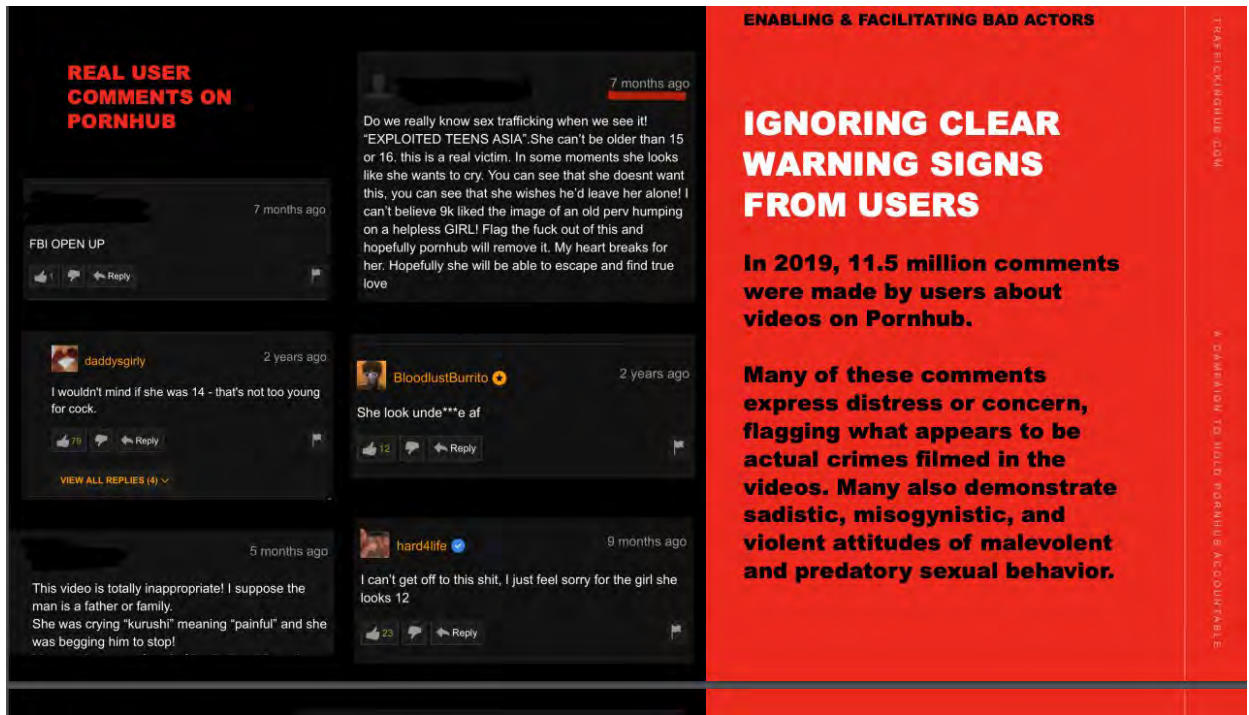 REAL USER
COMMENTS ON
PORNHUB
7 months ago
FBI OPEN UP
1
Reply
daddysgirly
2 years ago
I wouldn't mind if she was 14 - that's not too young
for cock.
79
Reply
VIEW ALL REPLIES (4)
5 months ago
This video is totally inappropriate! I suppose the
man is a father or family.
She was crying “kurushi” meaning “painful” and she
was begging him to stop!
7 months ago
Do we really know sex trafficking when we see it!
“EXPLOITED TEENS ASIA”.She can't be older than 15
or 16. this is a real victim. In some moments she looks
like she wants to cry. You can see that she doesnt want
this, you can see that she wishes he'd leave her alone! I
can't believe 9k liked the image of an old perv humping
on a helpless GIRL! Flag the fuck out of this and
hopefully pornhub will remove it. My heart breaks for
her. Hopefully she will be able to escape and find true
love
BloodlustBurrito
2 years ago
She look unde***e af
12
Reply
hard4life
9 months ago
I can't get off to this shit, I just feel sorry for the girl she
looks 12
23
Reply
ENABLING & FACILITATING BAD ACTORS
IGNORING CLEAR
WARNING SIGNS
FROM USERS
In 2019, 11.5 million comments
were made by users about
videos on Pornhub.
Many of these comments
express distress or concern,
flagging what appears to be
actual crimes filmed in the
videos. Many also demonstrate
sadistic, misogynistic, and
violent attitudes of malevolent
and predatory sexual behavior.
TRAFFICKINGHUB.COM
A CAMPAIGN TO HOLD PORNHUB ACCOUNTABLE